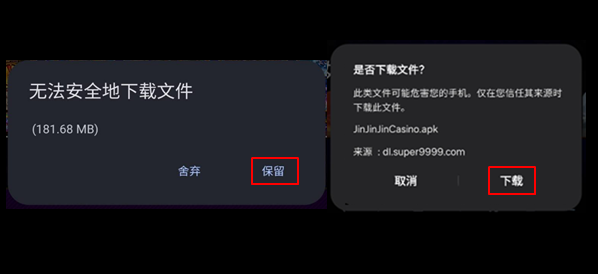 无法安全地下载文件
(181.68 MB)
舍弃
保留
是否下载文件？
此类文件可能危害您的手机。仅在您信任其来源时
下载此文件。
JinJinJinCasino.apk
来源 : dl.super9999.com
取消
下载